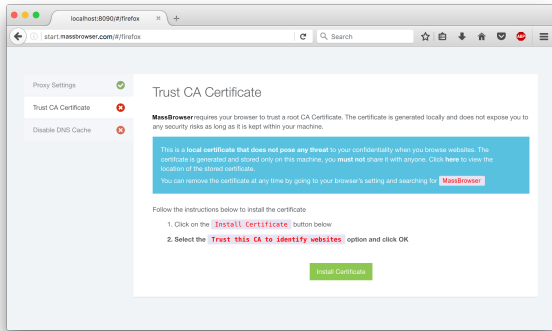 localhost:8090/#/firefox
start.massbrowser.com/#/firefox
Search
ABP
Proxy Settings
Trust CA Certificate
Disable DNS Cache
Trust CA Certificate
MassBrowser requires your browser to trust a root CA Certificate. The certificate is generated locally and does not expose you to
any security risks as long as it is kept within your machine.
This is a local certificate that does not pose any threat to your confidentiality when you browse websites. The
certificate is generated and stored only on this machine, you must not share it with anyone. Click here to view the
location of the stored certificate.
You can remove the certificate at any time by going to your browser's setting and searching for MassBrowser
Follow the instructions below to install the certificate
1. Click on the Install Certificate button below
2. Select the Trust this CA to identify websites option and click OK
Install Certificate